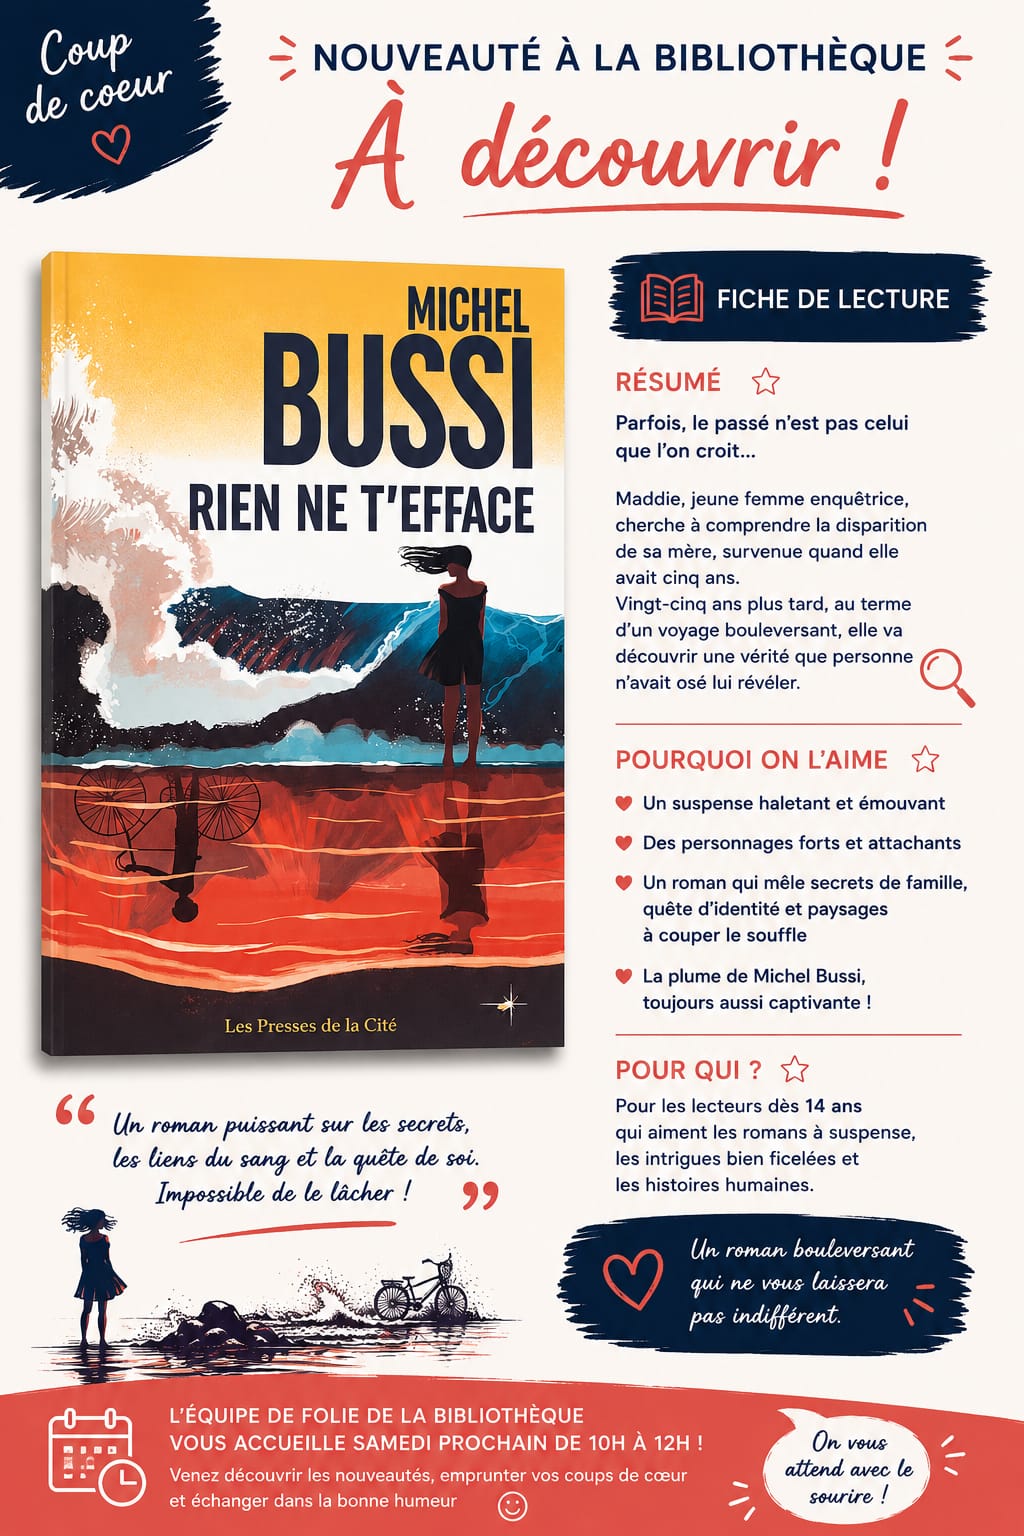 Coup
de coeur
NOUVEAUTÉ À LA BIBLIOTHÈQUE
À découvrir !
MICHEL
BUSSI
RIEN NE T'EFFACE
Les Presses de la Cité
FICHE DE LECTURE
RÉSUMÉ
Parfois, le passé n'est pas celui
que l'on croit...
Maddie, jeune femme enquêtrice,
cherche à comprendre la disparition
de sa mère, survenue quand elle
avait cinq ans.
Vingt-cinq ans plus tard, au terme
d'un voyage bouleversant, elle va
découvrir une vérité que personne
n'avait osé lui révéler.
POURQUOI ON L'AIME
Un suspense haletant et émouvant
Des personnages forts et attachants
Un roman qui mêle secrets de famille,
quête d'identité et paysages
à couper le souffle
La plume de Michel Bussi,
toujours aussi captivante !
POUR QUI ?
Pour les lecteurs dès 14 ans
qui aiment les romans à suspense,
les intrigues bien ficelées et
les histoires humaines.
“ Un roman puissant sur les secrets,
les liens du sang et la quête de soi.
Impossible de le lâcher ! ”
Un roman bouleversant
qui ne vous laissera
pas indifférent.
L'ÉQUIPE DE FOLIE DE LA BIBLIOTHÈQUE
VOUS ACCUEILLE SAMEDI PROCHAIN DE 10H À 12H !
Venez découvrir les nouveautés, emprunter vos coups de cœur
et échanger dans la bonne humeur
On vous
attend avec le
sourire !